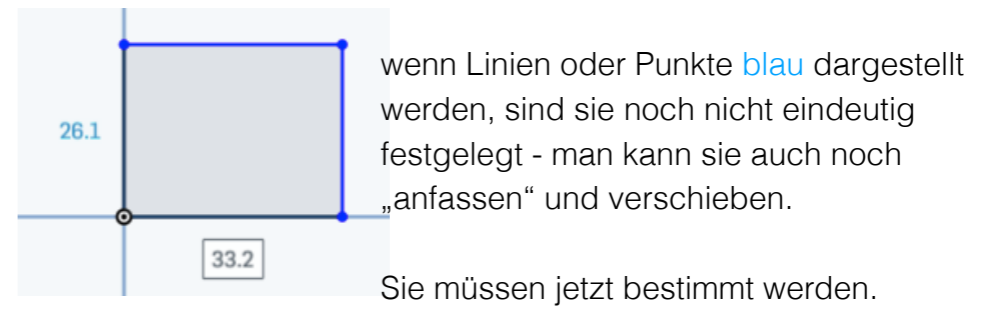 26.1
33.2
wenn Linien oder Punkte blau dargestellt
werden, sind sie noch nicht eindeutig
festgelegt - man kann sie auch noch
„anfassen“ und verschieben.
Sie müssen jetzt bestimmt werden.